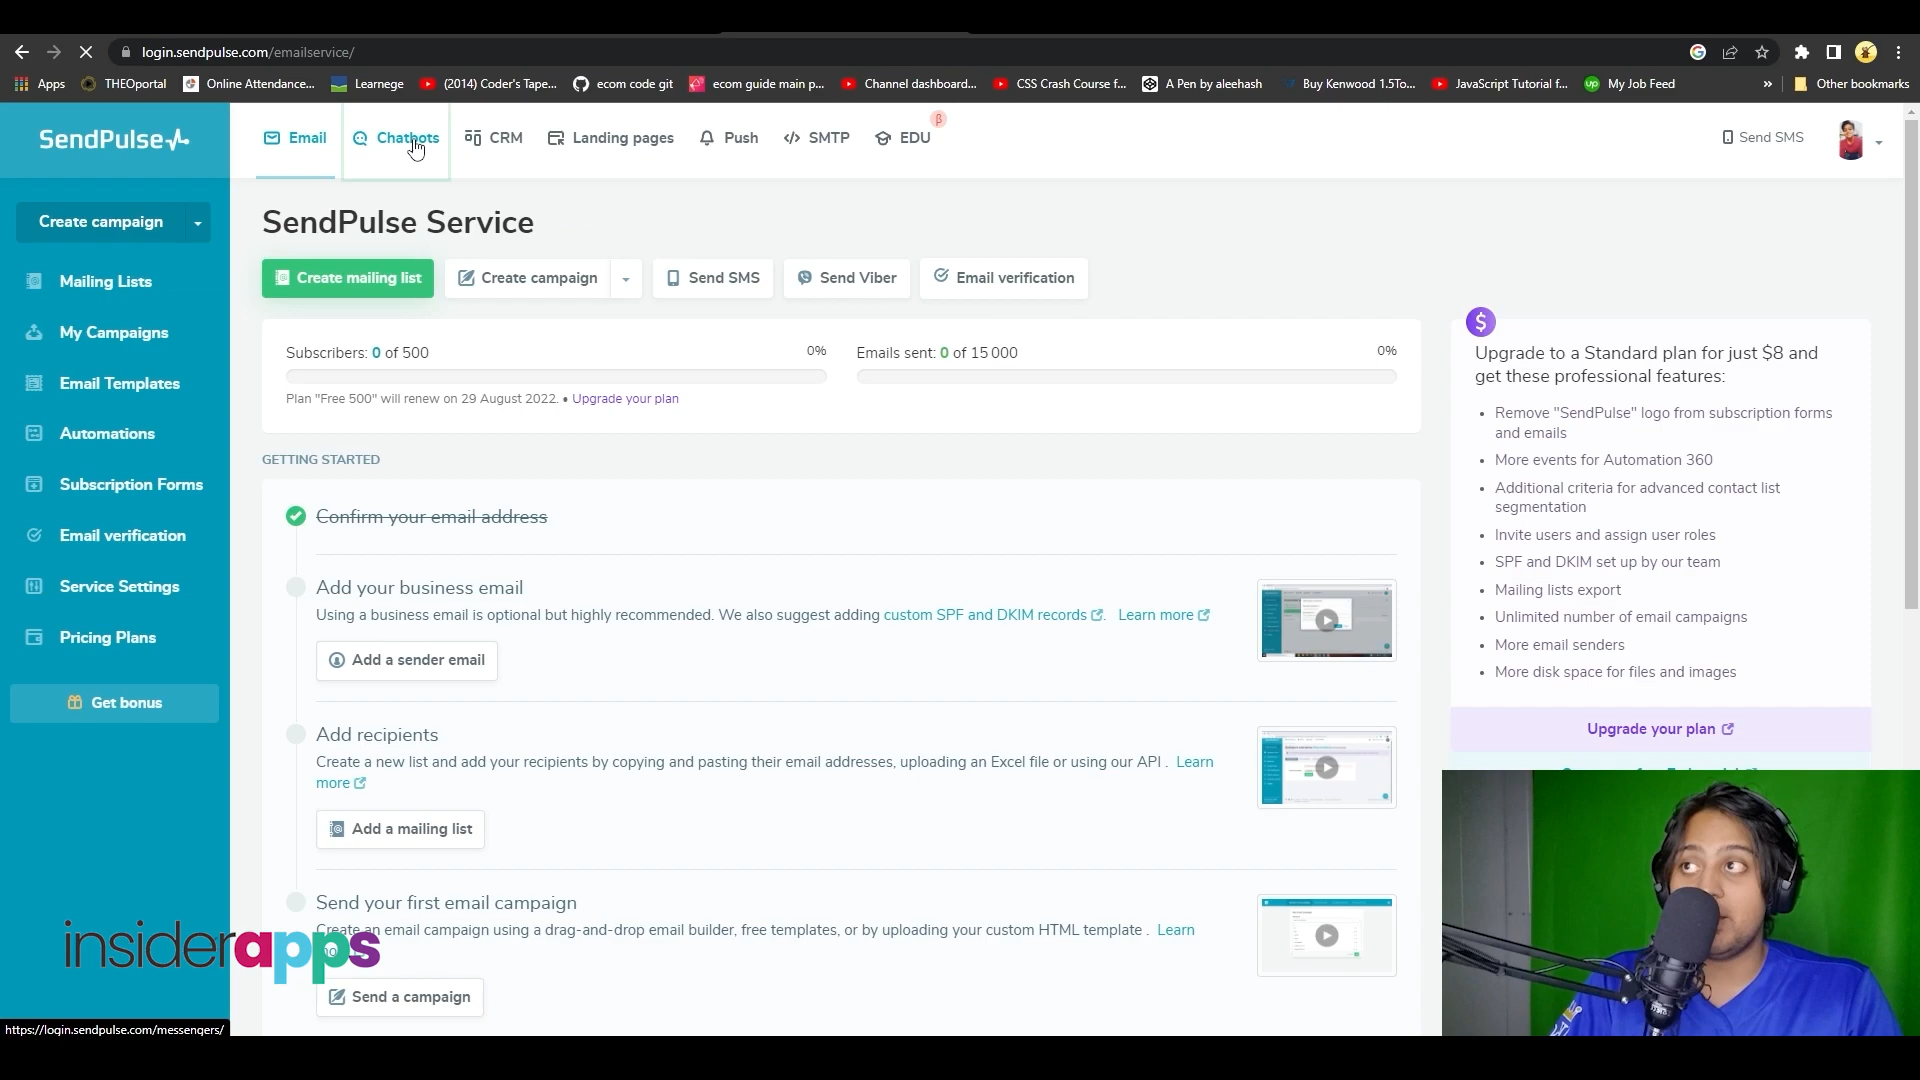 login.sendpulse.com/emailservice/
Apps
THEOportal
Online Attendance...
Learnege
(2014) Coder's Tape...
ecom code git
ecom guide main p...
Channel dashboard...
CSS Crash Course f...
A Pen by aleehash
Buy Kenwood 1.5To...
JavaScript Tutorial f...
My Job Feed
»
Other bookmarks
SendPulse
Email
Chatbots
CRM
Landing pages
Push
SMTP
EDU
β
Send SMS
Create campaign
Mailing Lists
My Campaigns
Email Templates
Automations
Subscription Forms
Email verification
Service Settings
Pricing Plans
Get bonus
SendPulse Service
Create mailing list
Create campaign
Send SMS
Send Viber
Email verification
Subscribers: 0 of 500
0%
Emails sent: 0 of 15 000
0%
Plan "Free 500" will renew on 29 August 2022. • Upgrade your plan
GETTING STARTED
Confirm your email address
Add your business email
Using a business email is optional but highly recommended. We also suggest adding custom SPF and DKIM records. Learn more
Add a sender email
Add recipients
Create a new list and add your recipients by copying and pasting their email addresses, uploading an Excel file or using our API . Learn
more
Add a mailing list
Send your first email campaign
Create an email campaign using a drag-and-drop email builder, free templates, or by uploading your custom HTML template . Learn
Send a campaign
$
Upgrade to a Standard plan for just $8 and
get these professional features:
• Remove "SendPulse" logo from subscription forms
and emails
• More events for Automation 360
• Additional criteria for advanced contact list
segmentation
• Invite users and assign user roles
• SPF and DKIM set up by our team
• Mailing lists export
• Unlimited number of email campaigns
• More email senders
• More disk space for files and images
Upgrade your plan
insiderapps
https://login.sendpulse.com/messengers/